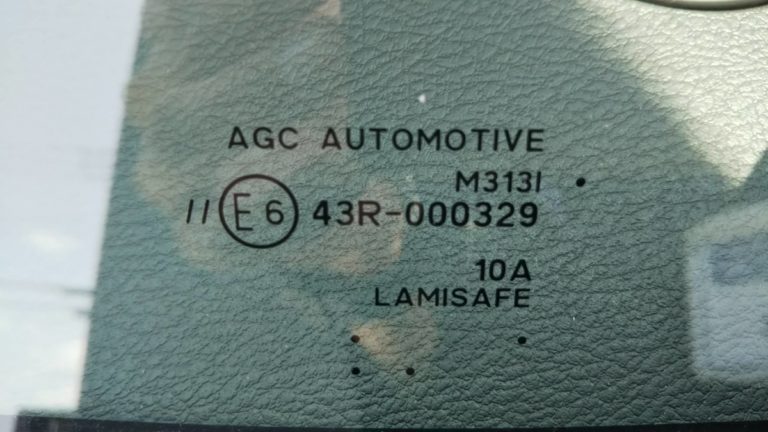 AGC AUTOMOTIVE
M313I
II E6 43R-000329
10A
LAMISAFE